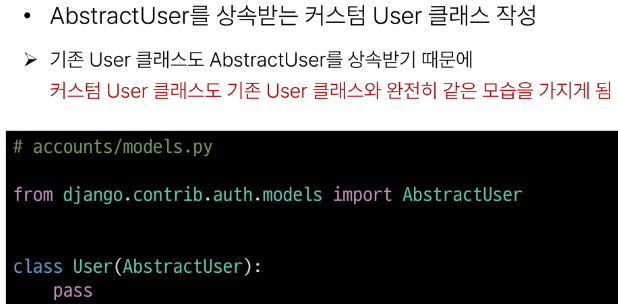 • AbstractUser를 상속받는 커스텀 User 클래스 작성
➢ 기존 User 클래스도 AbstractUser를 상속받기 때문에
커스텀 User 클래스도 기존 User 클래스와 완전히 같은 모습을 가지게 됨
# accounts/models.py
from django.contrib.auth.models import AbstractUser
class User(AbstractUser):
    pass